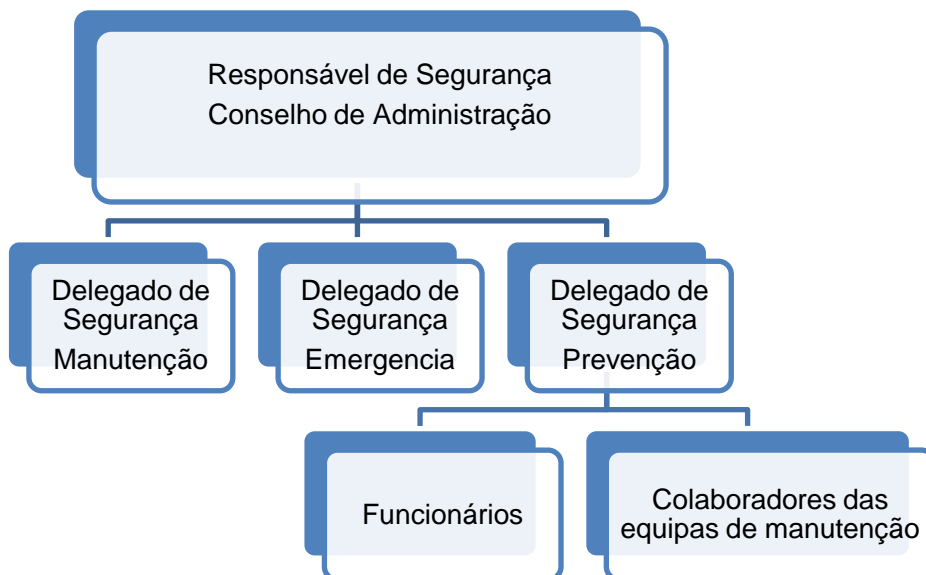 Responsável de Segurança
Conselho de Administração
Delegado de
Segurança
Manutenção
Delegado de
Segurança
Emergencia
Delegado de
Segurança
Prevenção
Funcionários
Colaboradores das
equipas de manutenção